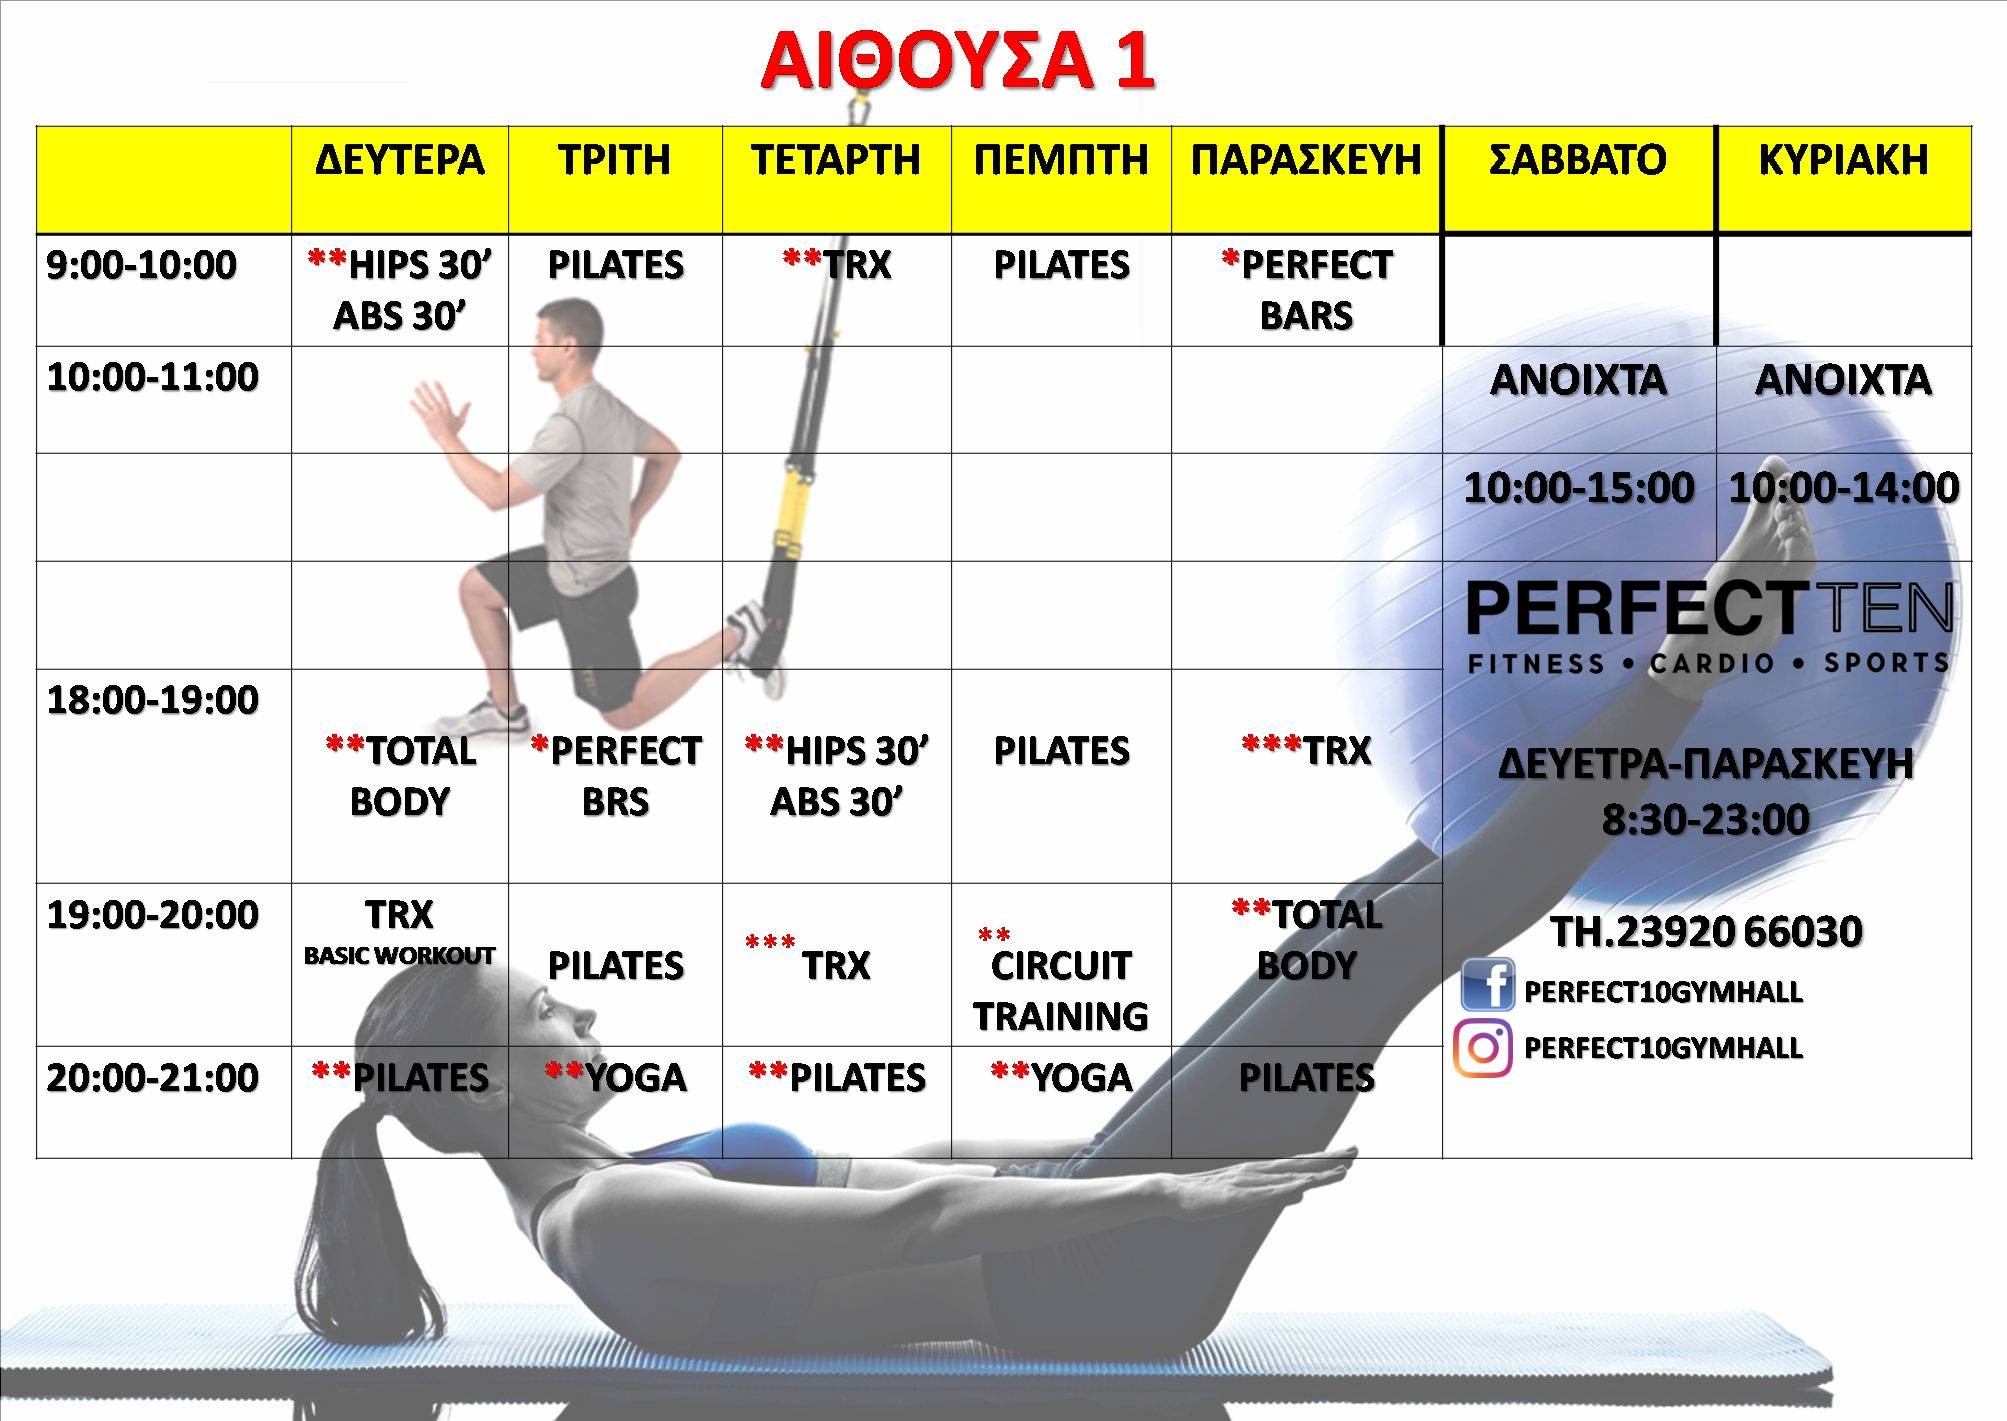 ΑΙΘΟΥΣΑ 1
ΔΕΥΤΕΡΑ ΤΡΙΤΗ ΤΕΤΑΡΤΗ ΠΕΜΠΤΗ ΠΑΡΑΣΚΕΥΗ ΣΑΒΒΑΤΟ ΚΥΡΙΑΚΗ
9:00-10:00 **HIPS 30’ PILATES **TRX PILATES *PERFECT
ABS 30’ BARS
10:00-11:00 ΑΝΟΙΧΤΑ ΑΝΟΙΧΤΑ
10:00-15:00 10:00-14:00
PERFECT TEN
FITNESS • CARDIO • SPORTS
18:00-19:00
**TOTAL *PERFECT **HIPS 30’ PILATES ***TRX
BODY BRS ABS 30’
ΔΕΥΕΤΡΑ-ΠΑΡΑΣΚΕΥΗ
8:30-23:00
19:00-20:00 TRX **TOTAL
BASIC WORKOUT PILATES *** TRX ** CIRCUIT BODY
TRAINING
ΤΗ.23920 66030
PERFECT10GYMHALL
PERFECT10GYMHALL
20:00-21:00 **PILATES **YOGA **PILATES **YOGA PILATES